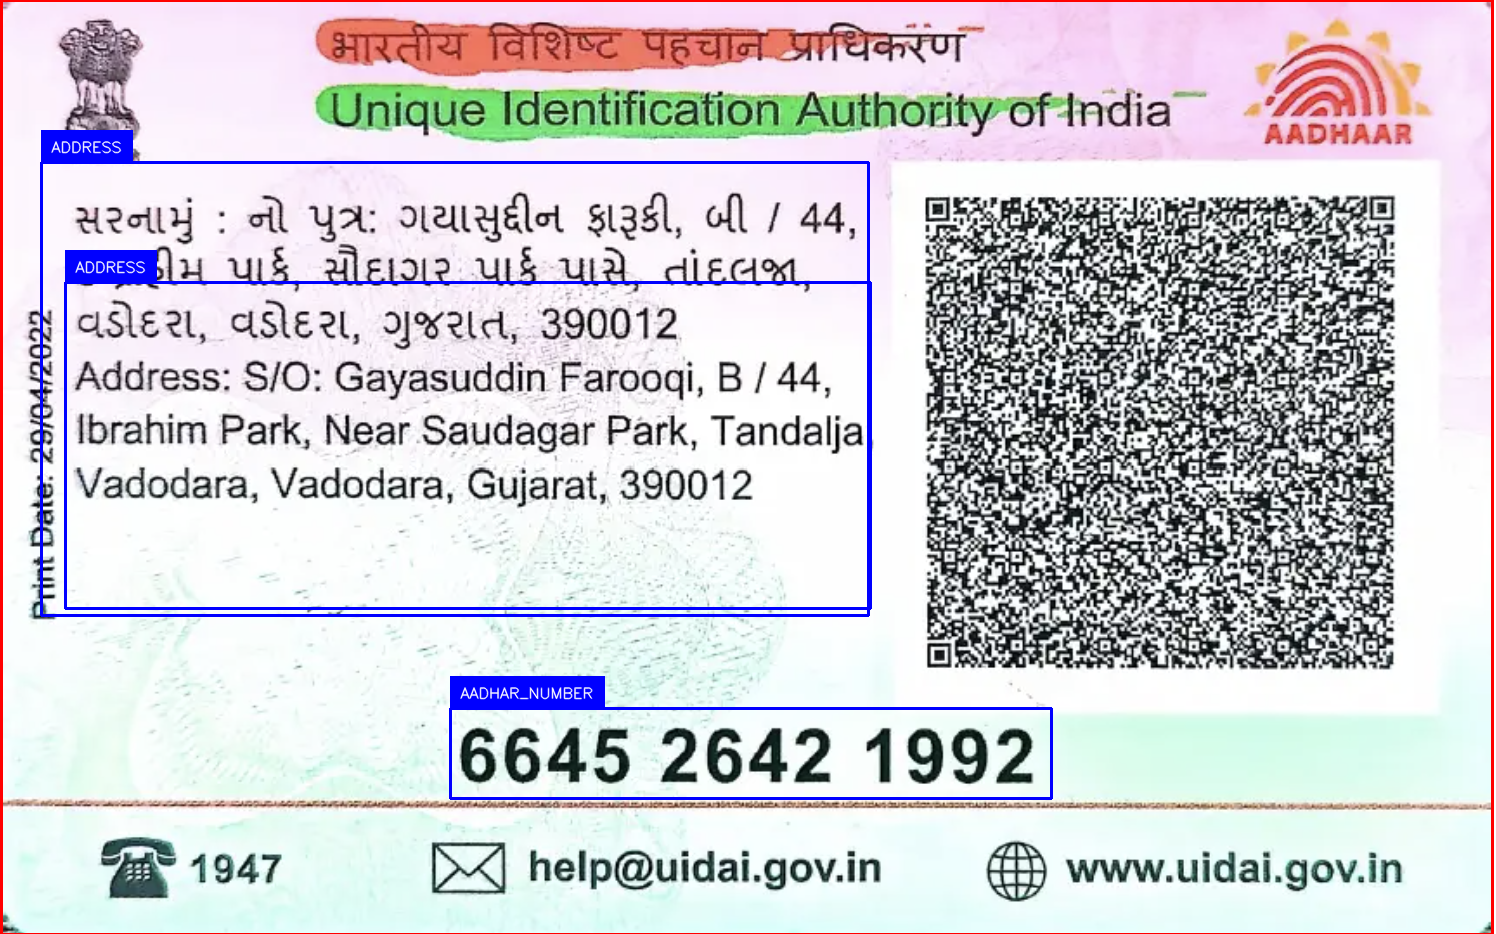 भारतीय विशिष्ट पहचान प्राधिकरण
Unique Identification Authority of India
AADHAAR
ADDRESS
સરનામું : નો પુત્ર: ગયાસુદ્દીન ફારૂકી, બી / 44,
ADDRESS
પાર્ક, સૌદાગર પાર્ક પાસે, તાંદલજા,
વડોદરા, વડોદરા, ગુજરાત, 390012
Address: S/O: Gayasuddin Farooqi, B / 44,
Ibrahim Park, Near Saudagar Park, Tandalja,
Vadodara, Vadodara, Gujarat, 390012
Print Date: 29/04/2022
AADHAR_NUMBER
6645 2642 1992
1947
help@uidai.gov.in
www.uidai.gov.in